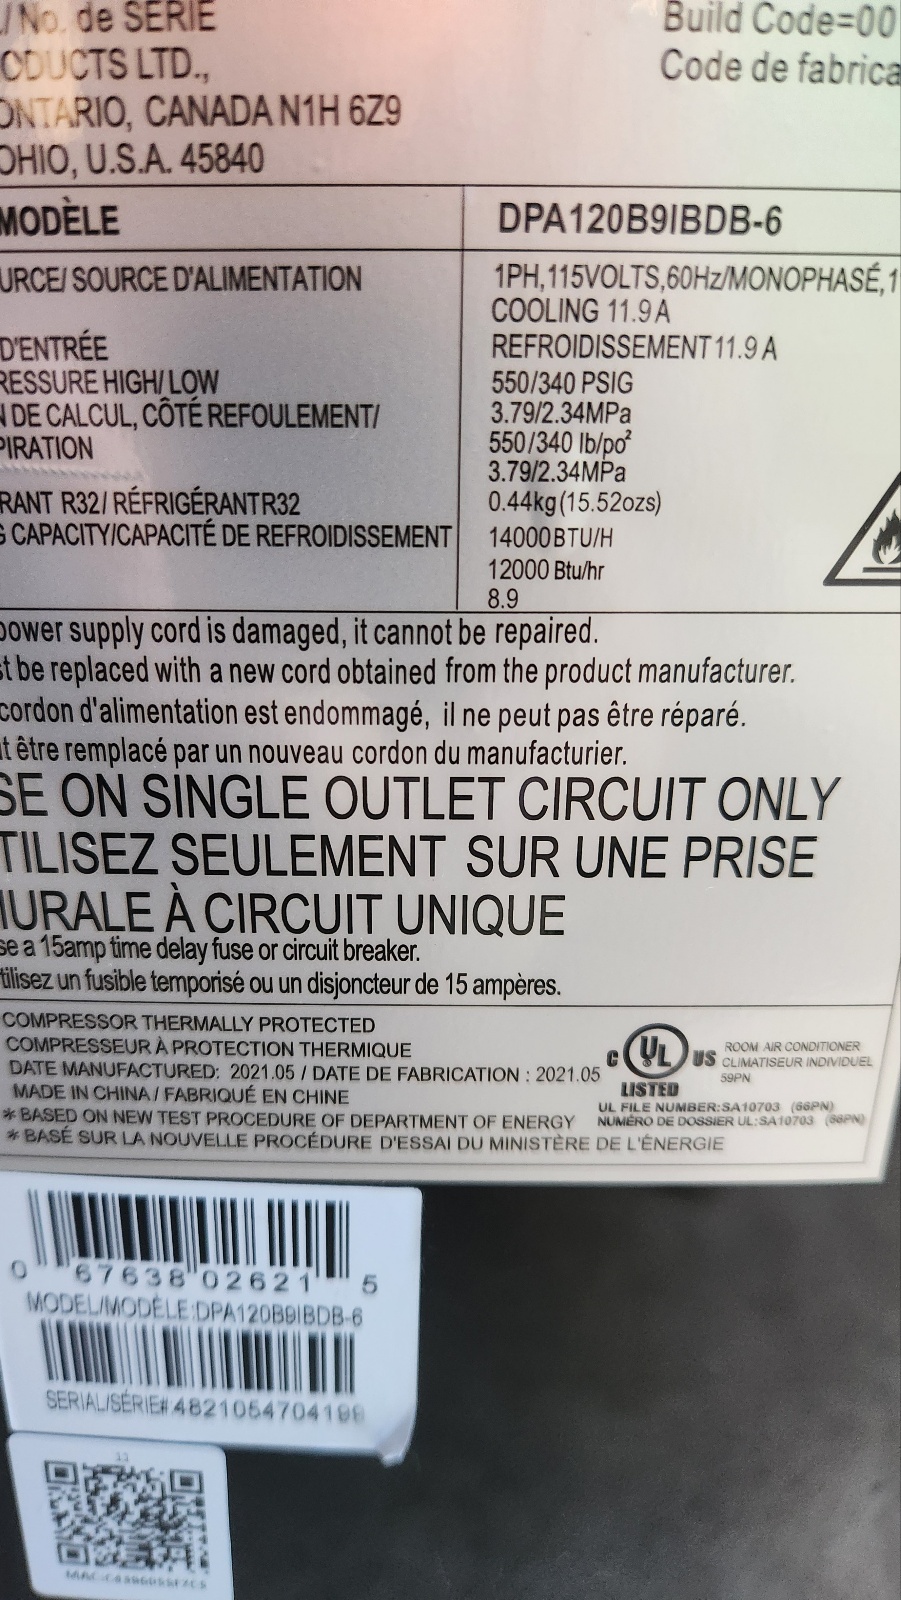 / No. de SÉRIE
Build Code=00
ODUCTS LTD.,
Code de fabrica
ONTARIO, CANADA N1H 6Z9
OHIO, U.S.A. 45840
MODÈLE
DPA120B9IBDB-6
URCE/ SOURCE D'ALIMENTATION
1PH,115VOLTS,60Hz/MONOPHASÉ,1
COOLING 11.9 A
D'ENTRÉE
REFROIDISSEMENT 11.9 A
RESSURE HIGH/ LOW
550/340 PSIG
N DE CALCUL, CÔTÉ REFOULEMENT/
3.79/2.34MPa
PIRATION
550/340 lb/po²
3.79/2.34MPa
RANT R32/ RÉFRIGÉRANT R32
0.44kg(15.52ozs)
G CAPACITY/CAPACITÉ DE REFROIDISSEMENT
14000BTU/H
12000 Btu/hr
8.9
power supply cord is damaged, it cannot be repaired.
st be replaced with a new cord obtained from the product manufacturer.
cordon d'alimentation est endommagé, il ne peut pas être réparé.
it être remplacé par un nouveau cordon du manufacturier.
SE ON SINGLE OUTLET CIRCUIT ONLY
TILISEZ SEULEMENT SUR UNE PRISE
MURALE À CIRCUIT UNIQUE
se a 15amp time delay fuse or circuit breaker.
tilisez un fusible temporisé ou un disjoncteur de 15 ampères.
COMPRESSOR THERMALLY PROTECTED
COMPRESSEUR À PROTECTION THERMIQUE
DATE MANUFACTURED: 2021.05 / DATE DE FABRICATION : 2021.05
MADE IN CHINA / FABRIQUÉ EN CHINE
* BASED ON NEW TEST PROCEDURE OF DEPARTMENT OF ENERGY
* BASÉ SUR LA NOUVELLE PROCÉDURE D'ESSAI DU MINISTÈRE DE L'ÉNERGIE
C UL US
LISTED
ROOM AIR CONDITIONER
CLIMATISEUR INDIVIDUEL
59PN
UL FILE NUMBER:SA10703 (66PN)
NUMÉRO DE DOSSIER UL:SA10703 (66PN)
0 67638 02621 5
MODEL/MODÈLE:DPA120B9IBDB-6
SERIAL/SÉRIE# 4821054704198
11